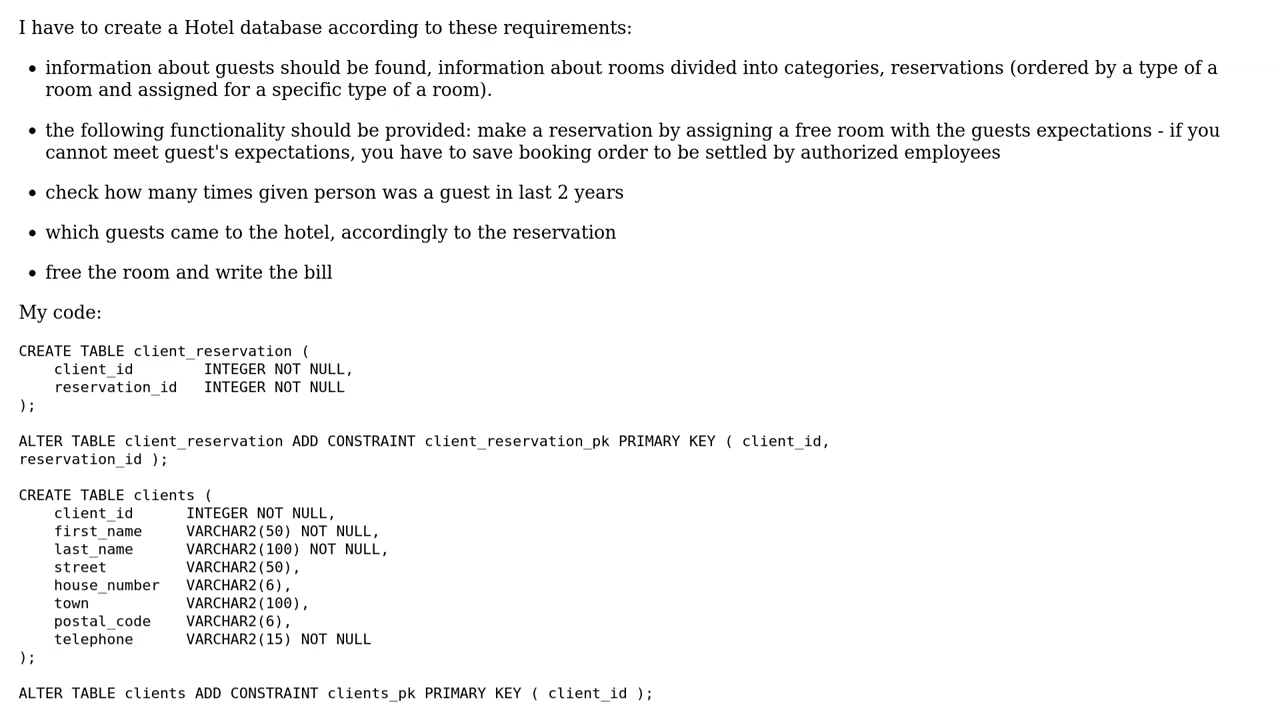 I have to create a Hotel database according to these requirements:
• information about guests should be found, information about rooms divided into categories, reservations (ordered by a type of a
room and assigned for a specific type of a room).
• the following functionality should be provided: make a reservation by assigning a free room with the guests expectations - if you
cannot meet guest's expectations, you have to save booking order to be settled by authorized employees
• check how many times given person was a guest in last 2 years
• which guests came to the hotel, accordingly to the reservation
• free the room and write the bill
My code:
CREATE TABLE client_reservation (
    client_id        INTEGER NOT NULL,
    reservation_id   INTEGER NOT NULL
);
ALTER TABLE client_reservation ADD CONSTRAINT client_reservation_pk PRIMARY KEY ( client_id,
reservation_id );
CREATE TABLE clients (
    client_id      INTEGER NOT NULL,
    first_name     VARCHAR2(50) NOT NULL,
    last_name      VARCHAR2(100) NOT NULL,
    street         VARCHAR2(50),
    house_number   VARCHAR2(6),
    town           VARCHAR2(100),
    postal_code    VARCHAR2(6),
    telephone      VARCHAR2(15) NOT NULL
);
ALTER TABLE clients ADD CONSTRAINT clients_pk PRIMARY KEY ( client_id );